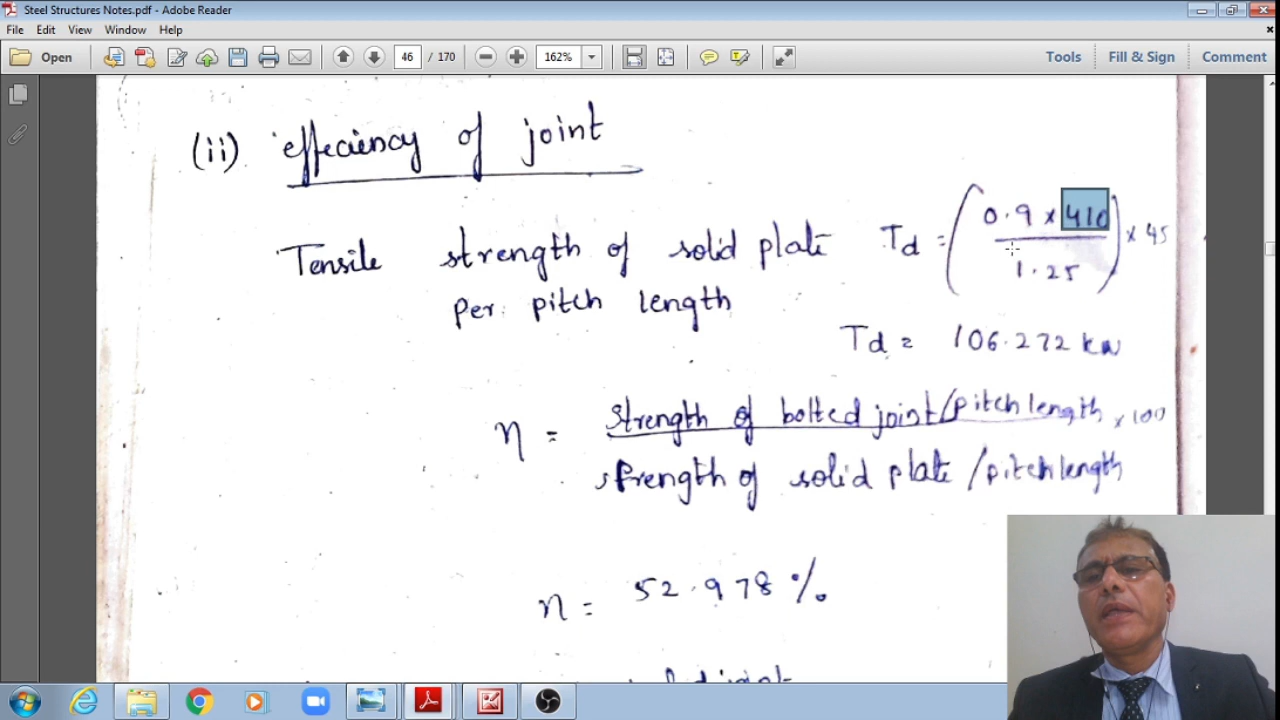 Steel Structures Notes.pdf - Adobe Reader
File Edit View Window Help
Open 46 / 170 162% Tools Fill & Sign Comment
(ii) effeciency of joint
Tensile strength of solid plate Td = (0.9 × 410 / 1.25) × 45
per pitch length
Td = 106.272 kN
η = strength of bolted joint/pitch length × 100
strength of solid plate /pitch length
η = 52.978 %.